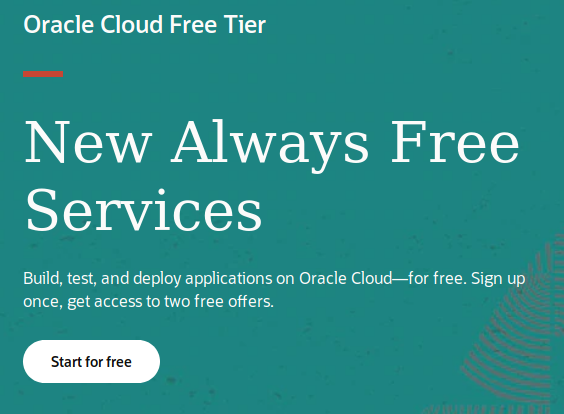 Oracle Cloud Free Tier
New Always Free
Services
Build, test, and deploy applications on Oracle Cloud—for free. Sign up
once, get access to two free offers.
Start for free